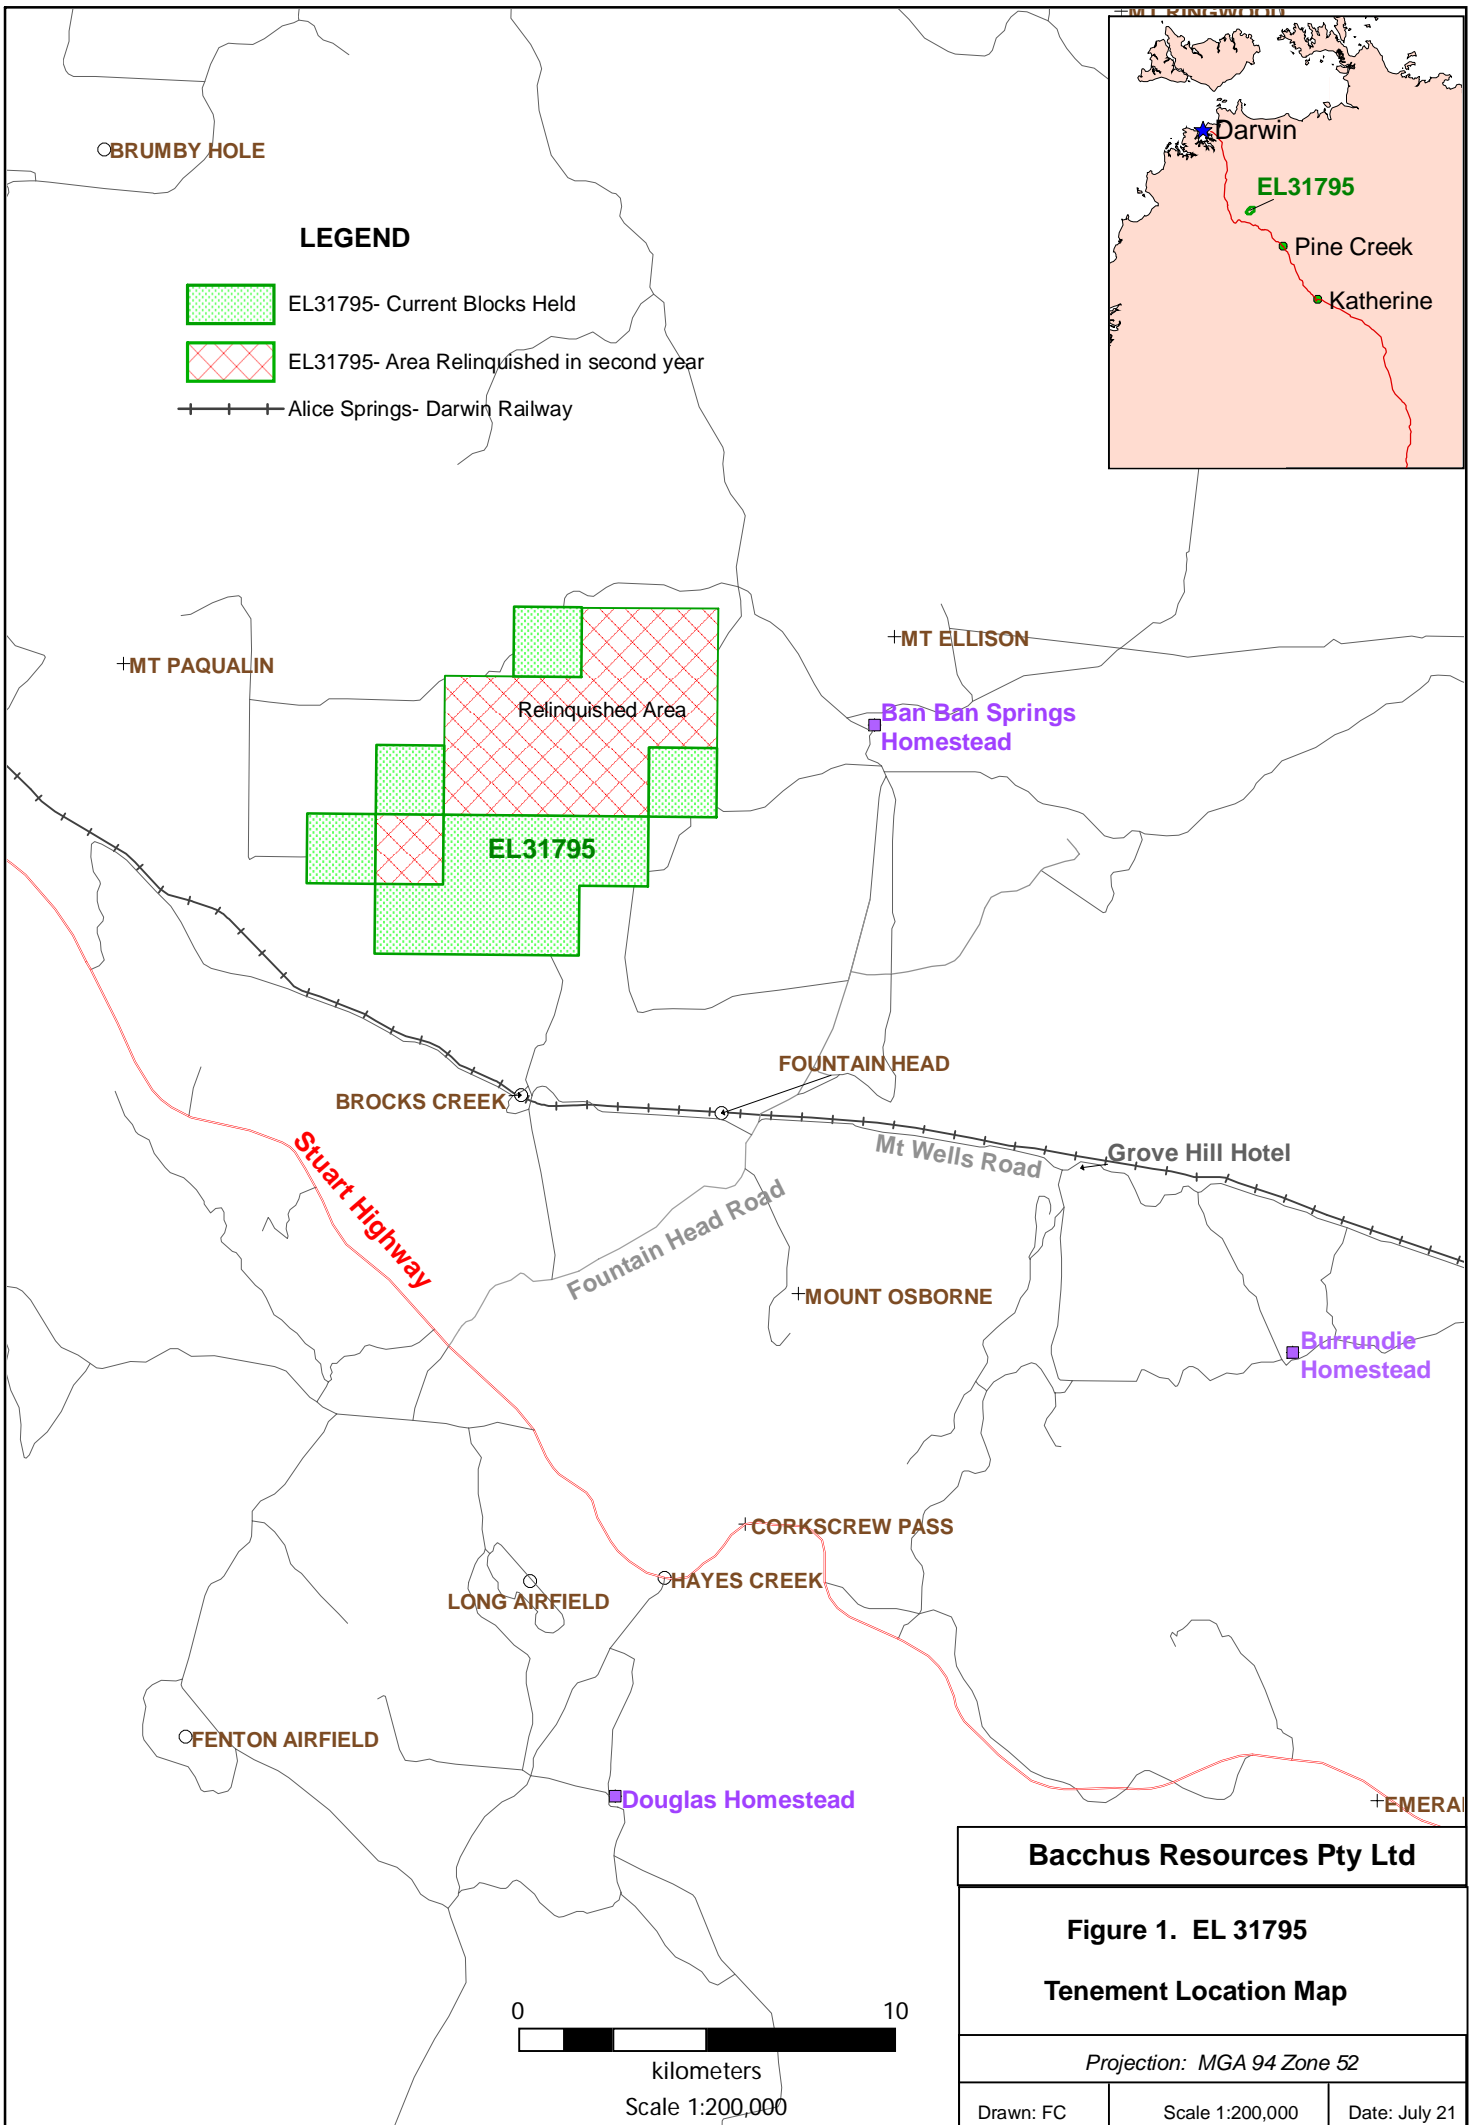 MT RINGWOOD
Darwin
EL31795
Pine Creek
Katherine
BRUMBY HOLE
LEGEND
EL31795- Current Blocks Held
EL31795- Area Relinquished in second year
Alice Springs- Darwin Railway
MT PAQUALIN
MT ELLISON
Relinquished Area
Ban Ban Springs
Homestead
EL31795
FOUNTAIN HEAD
BROCKS CREEK
Mt Wells Road
Grove Hill Hotel
Stuart Highway
Fountain Head Road
MOUNT OSBORNE
Burrundie
Homestead
CORKSCREW PASS
HAYES CREEK
LONG AIRFIELD
FENTON AIRFIELD
Douglas Homestead
EMERA
Bacchus Resources Pty Ltd
Figure 1. EL 31795
Tenement Location Map
Projection: MGA 94 Zone 52
Drawn: FC
Scale 1:200,000
Date: July 21
0 10
kilometers
Scale 1:200,000